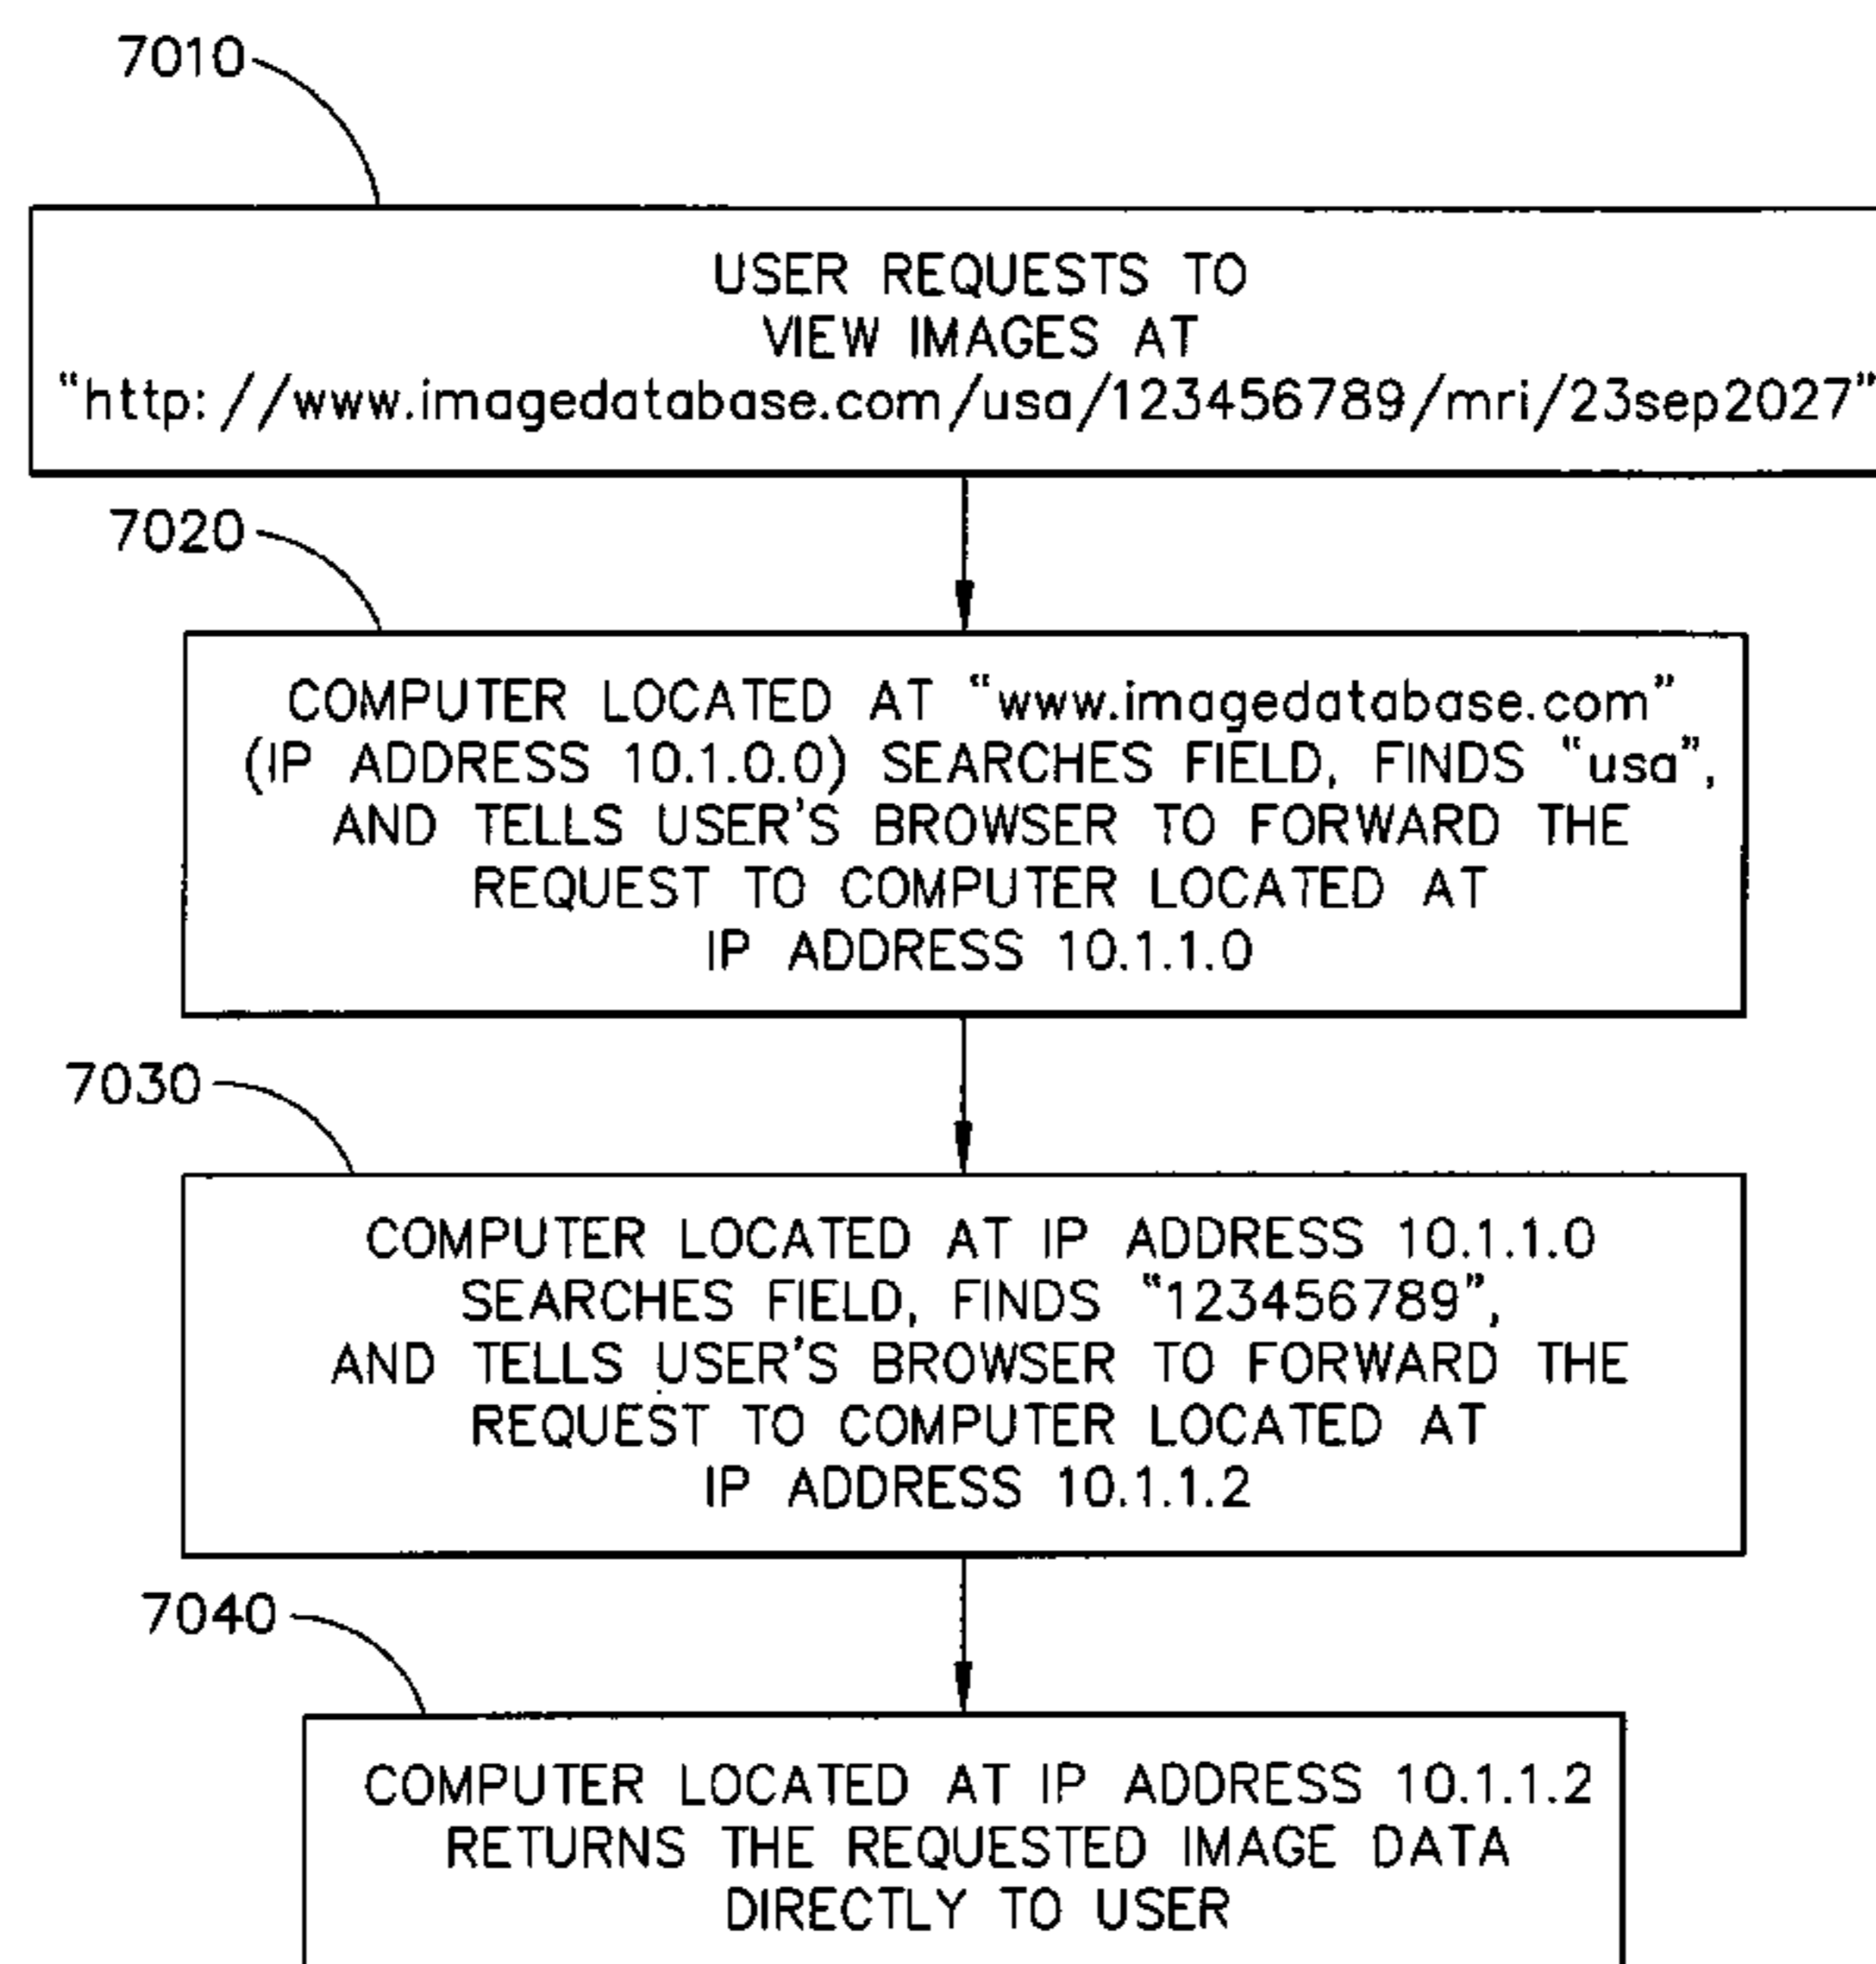 7010
USER REQUESTS TO
VIEW IMAGES AT
“http://www.imagedatabase.com/usa/123456789/mri/23sep2027”
7020
COMPUTER LOCATED AT “www.imagedatabase.com”
(IP ADDRESS 10.1.0.0) SEARCHES FIELD, FINDS “usa”,
AND TELLS USER'S BROWSER TO FORWARD THE
REQUEST TO COMPUTER LOCATED AT
IP ADDRESS 10.1.1.0
7030
COMPUTER LOCATED AT IP ADDRESS 10.1.1.0
SEARCHES FIELD, FINDS “123456789”,
AND TELLS USER'S BROWSER TO FORWARD THE
REQUEST TO COMPUTER LOCATED AT
IP ADDRESS 10.1.1.2
7040
COMPUTER LOCATED AT IP ADDRESS 10.1.1.2
RETURNS THE REQUESTED IMAGE DATA
DIRECTLY TO USER